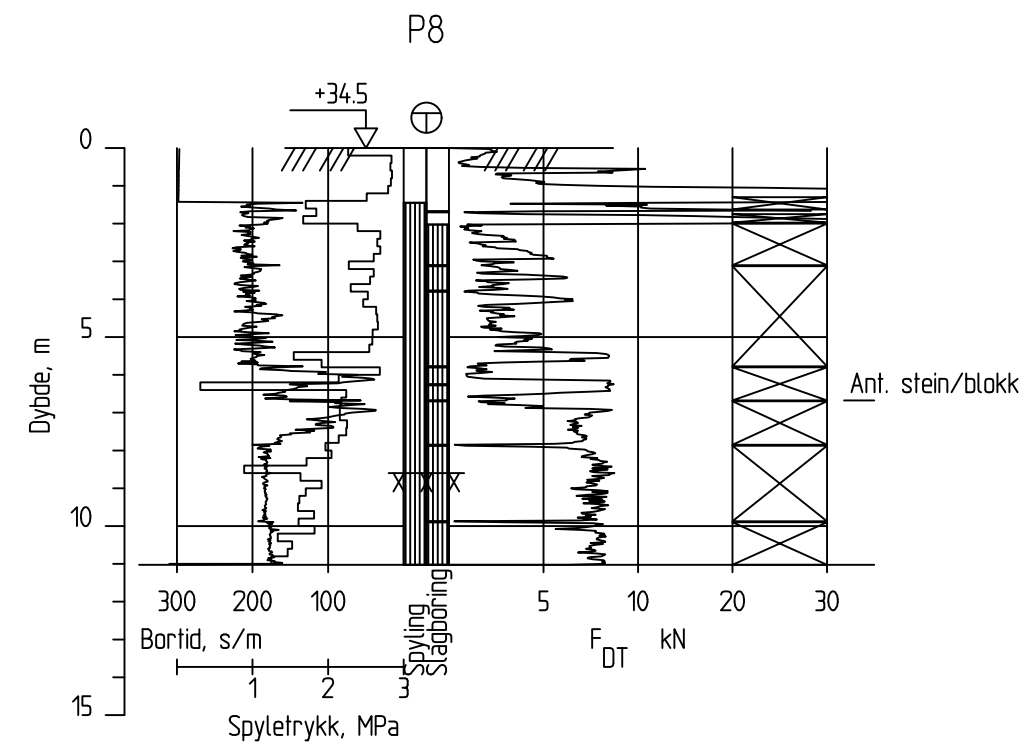 P8
+34.5
0
5
10
15
Dybde, m
Ant. stein/blokk
300 200 100 5 10 20 30
Bortid, s/m
Spyling
Slagboring
F DT kN
1 2 3
Spyletrykk, MPa